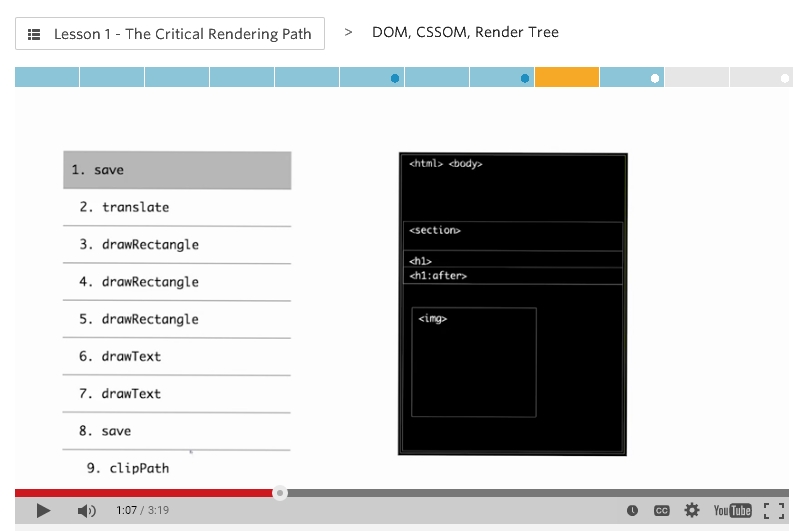 Lesson 1 - The Critical Rendering Path > DOM, CSSOM, Render Tree
1. save
2. translate
3. drawRectangle
4. drawRectangle
5. drawRectangle
6. drawText
7. drawText
8. save
9. clipPath
<html> <body>
<section>
<h1>
<h1:after>
<img>
1:07 / 3:19
CC
YouTube